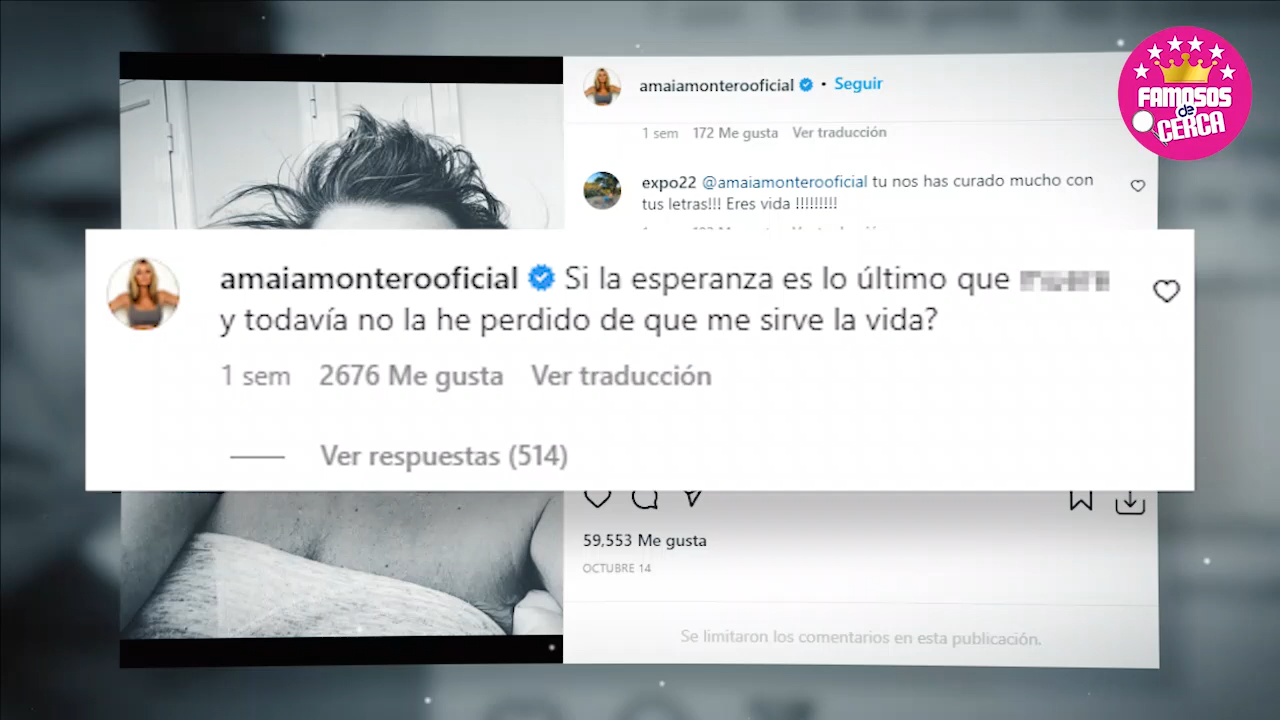 FAMOSOS
de
CERCA
amaiamonterooficial • Seguir
1 sem 172 Me gusta Ver traducción
expo22 @amaiamonterooficial tu nos has curado mucho con
tus letras!!! Eres vida !!!!!!!!!
amaiamonterooficial Si la esperanza es lo último que
y todavía no la he perdido de que me sirve la vida?
1 sem 2676 Me gusta Ver traducción
Ver respuestas (514)
59,553 Me gusta
OCTUBRE 14
Se limitaron los comentarios en esta publicación.